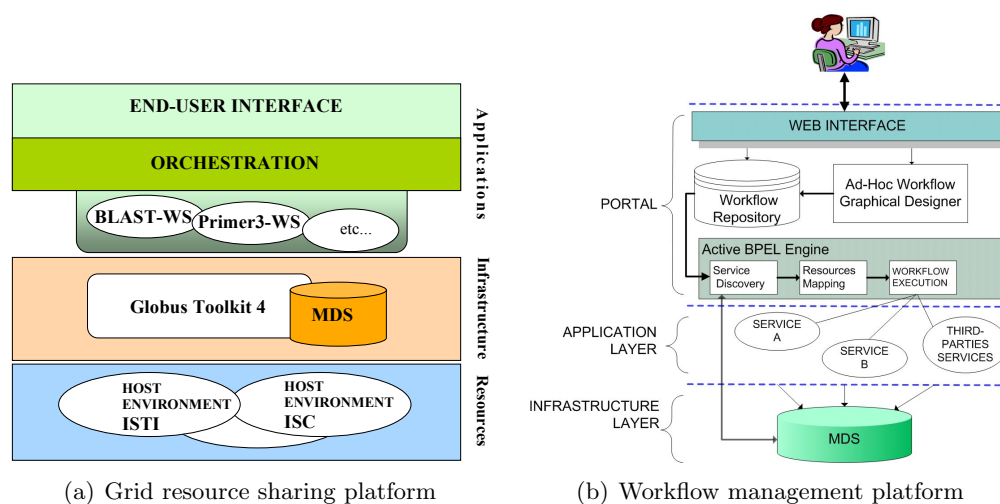 END-USER INTERFACE
ORCHESTRATION
BLAST-WS
Primer3-WS
etc...
Applications
Globus Toolkit 4
MDS
Infrastructure
HOST
ENVIRONMENT
ISTI
HOST
ENVIRONMENT
ISC
Resources
(a) Grid resource sharing platform
WEB INTERFACE
PORTAL
Workflow
Repository
Ad-Hoc Workflow
Graphical Designer
Active BPEL Engine
Service
Discovery
Resources
Mapping
WORKFLOW
EXECUTION
APPLICATION
LAYER
SERVICE
A
SERVICE
B
THIRD-
PARTIES
SERVICES
INFRASTRUCTURE
LAYER
MDS
(b) Workflow management platform